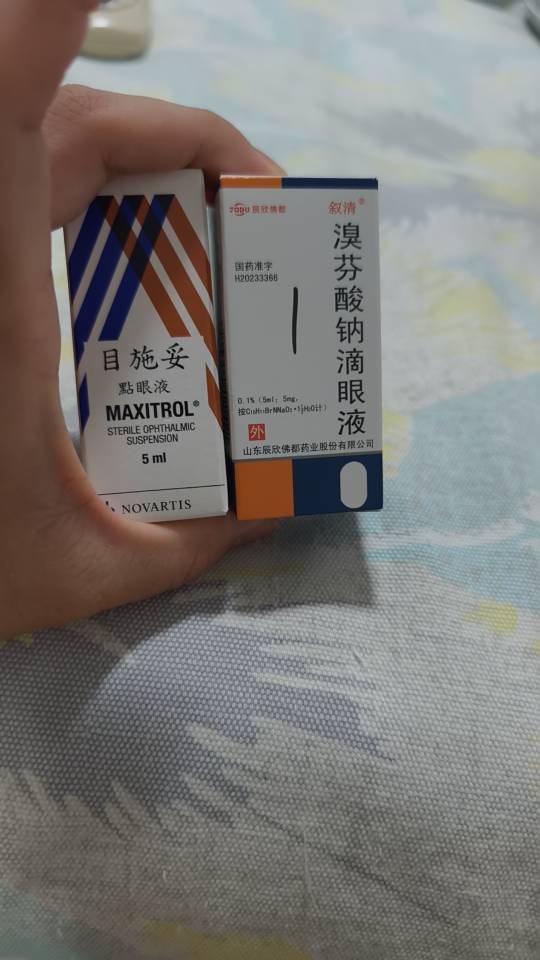 目施妥
點眼液
MAXITROL®
STERILE OPHTHALMIC
SUSPENSION
5 ml
NOVARTIS
辰欣佛都
叙清®
溴芬酸钠滴眼液
国药准字
H20233366
0.1% (5ml: 5mg,
按C₁₅H₁₁BrNNaO₃•1½H₂O计)
外
山东辰欣佛都药业股份有限公司